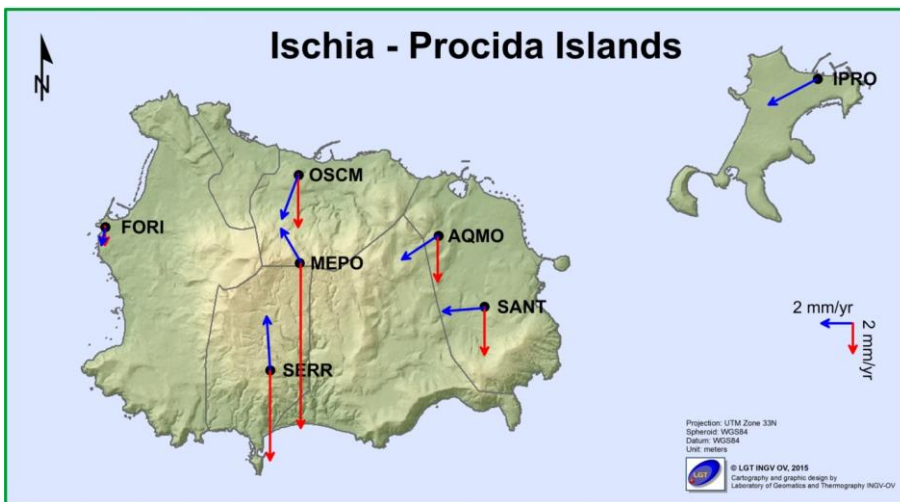 Ischia - Procida Islands
N
IPRO
OSCM
FORI
AQMO
MEPO
SANT
2 mm/yr
2 mm/yr
SERR
Projection: UTM Zone 33N
Spheroid: WGS84
Datum: WGS84
Unit: meters
LGT
© LGT INGV OV, 2015
Cartography and graphic design by
Laboratory of Geomatics and Thermography INGV-OV